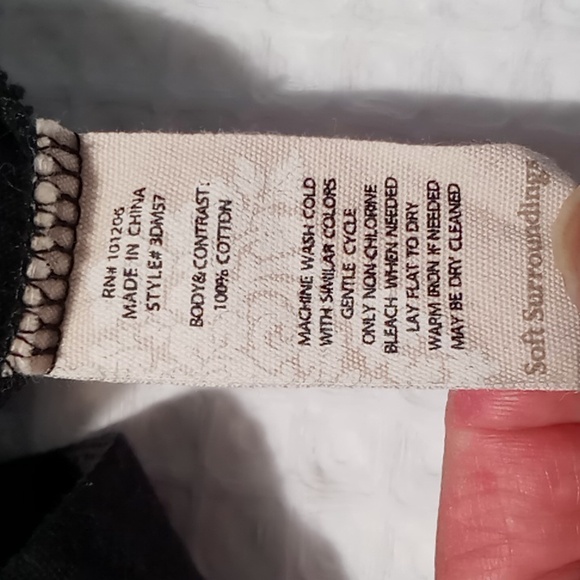 RN# 101206
MADE IN CHINA
STYLE# 3DM57
BODY& CONTRAST:
100% COTTON
MACHINE WASH COLD
WITH SIMILAR COLORS
GENTLE CYCLE
ONLY NON-CHLORINE
BLEACH WHEN NEEDED
LAY FLAT TO DRY
WARM IRON IF NEEDED
MAY BE DRY CLEANED
Soft Surroundings